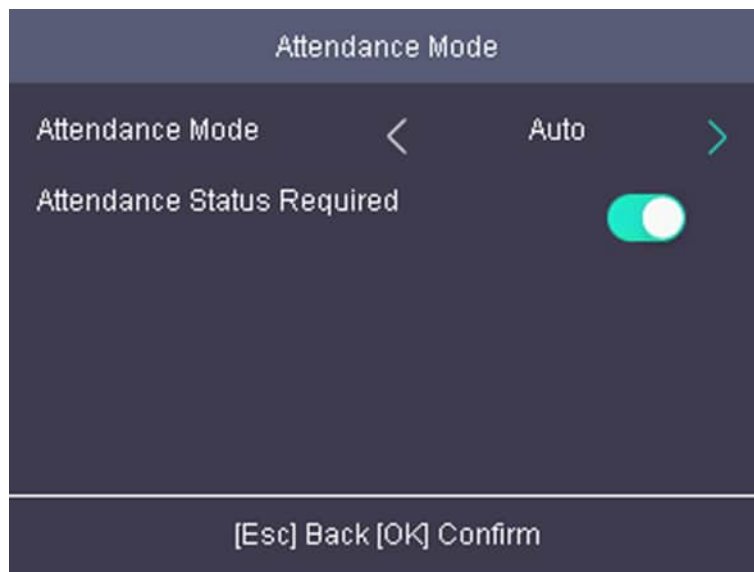 Attendance Mode
Attendance Mode < Auto >
Attendance Status Required
[Esc] Back [OK] Confirm